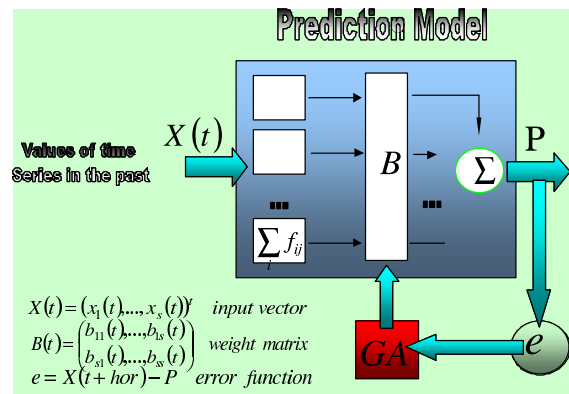 Prediction Model
Values of time
Series in the past
X(t)
B
Σ
P
...
...
∑ f_ij
i
GA
e
X(t) = (x_1(t),..., x_s(t))^t input vector
B(t) = (b_11(t),...,b_1s(t)
b_s1(t),...,b_ss(t)) weight matrix
e = X(t + hor) − P error function